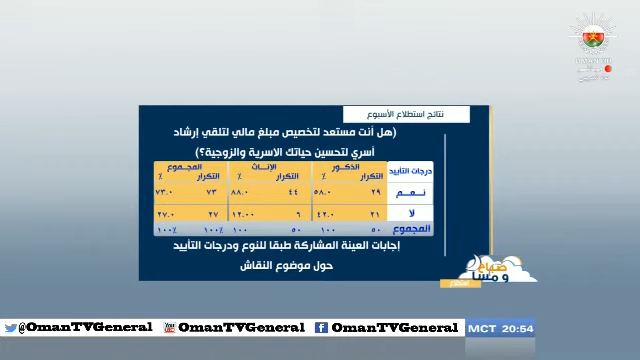 نتائج استطلاع الأسبوع
(هل أنت مستعد لتخصيص مبلغ مالي لتلقي إرشاد
أسري لتحسين حياتك الاسرية والزوجية؟)
درجات التأييد الذكور الإناث المجموع
التكرار % التكرار % التكرار %
نعم ٢٩ ٥٨.٠ ٤٤ ٨٨.٠ ٧٣ ٧٣.٠
لا ٢١ ٤٢.٠ ٦ ١٢.٠٠ ٢٧ ٢٧.٠
المجموع ٥٠ ١٠٠ ٥٠ ١٠٠ ١٠٠% ١٠٠%
إجابات العينة المشاركة طبقا للنوع ودرجات التأييد
حول موضوع النقاش
صباح
و مساء
استطلاع
@OmanTVGeneral OmanTVGeneral OmanTVGeneral MCT 20:54